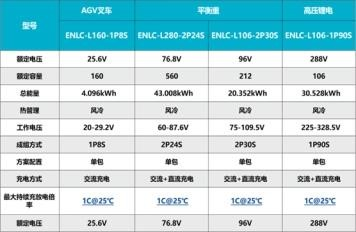 型号 AGV叉车 平衡重 高压锂电
ENLC-L160-1P8S ENLC-L280-2P24S ENLC-L106-2P30S ENLC-L106-1P90S
额定电压 25.6V 76.8V 96V 288V
额定容量 160 560 212 106
总能量 4.096kWh 43.008kWh 20.352kWh 30.528kWh
热管理 风冷 风冷 风冷 风冷
工作电压 20-29.2V 60-87.6V 75-109.5V 225-328.5V
成组方式 1P8S 2P24S 2P30S 1P90S
方案配置 单包 单包 单包 单包
充电方式 交流充电 交流+直流充电 交流+直流充电 交流+直流充电
最大持续充放电倍
率 1C@25℃ 1C@25℃ 1C@25℃ 1C@25℃
额定电压 25.6V 76.8V 96V 288V